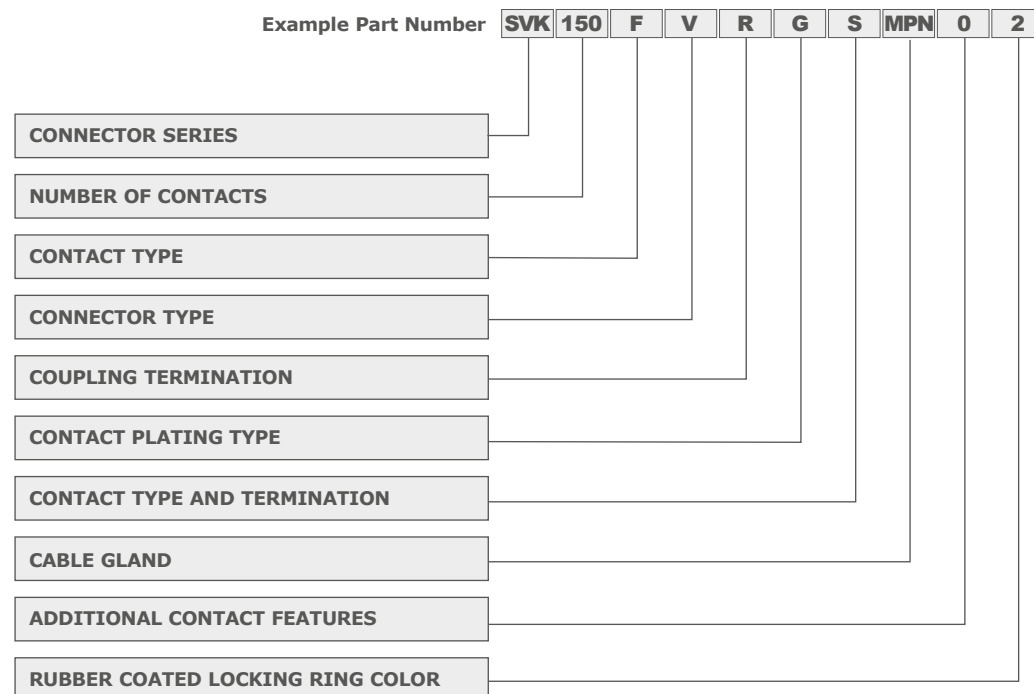 Example Part Number SVK 150 F V R G S MPN 0 2
CONNECTOR SERIES
NUMBER OF CONTACTS
CONTACT TYPE
CONNECTOR TYPE
COUPLING TERMINATION
CONTACT PLATING TYPE
CONTACT TYPE AND TERMINATION
CABLE GLAND
ADDITIONAL CONTACT FEATURES
RUBBER COATED LOCKING RING COLOR